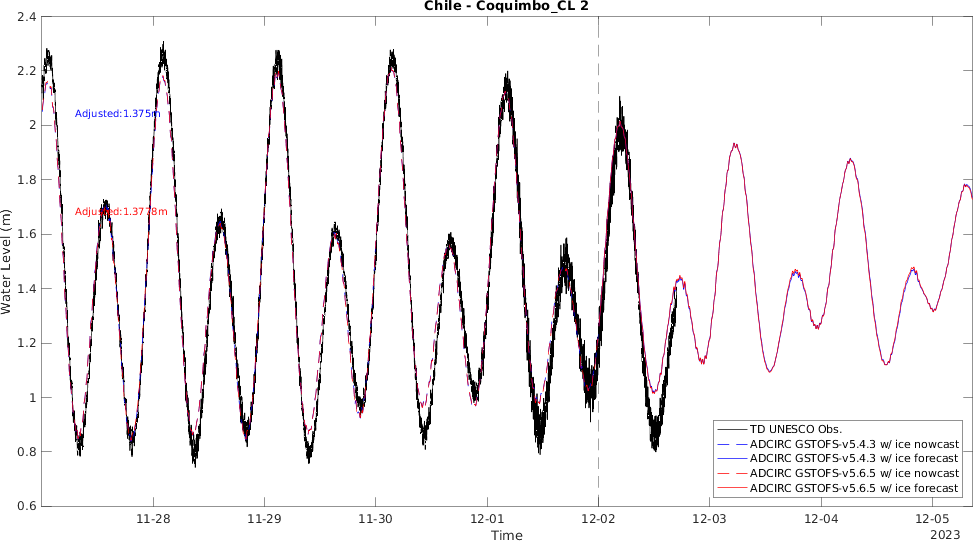 Chile - Coquimbo_CL 2
2.4
2.2
2
1.8
1.6
1.4
1.2
1
0.8
0.6
Water Level (m)
Adjusted:1.375m
Adjusted:1.3778m
TD UNESCO Obs.
ADCIRC GSTOFS-v5.4.3 w/ ice nowcast
ADCIRC GSTOFS-v5.4.3 w/ ice forecast
ADCIRC GSTOFS-v5.6.5 w/ ice nowcast
ADCIRC GSTOFS-v5.6.5 w/ ice forecast
11-28 11-29 11-30 12-01 12-02 12-03 12-04 12-05
Time
2023